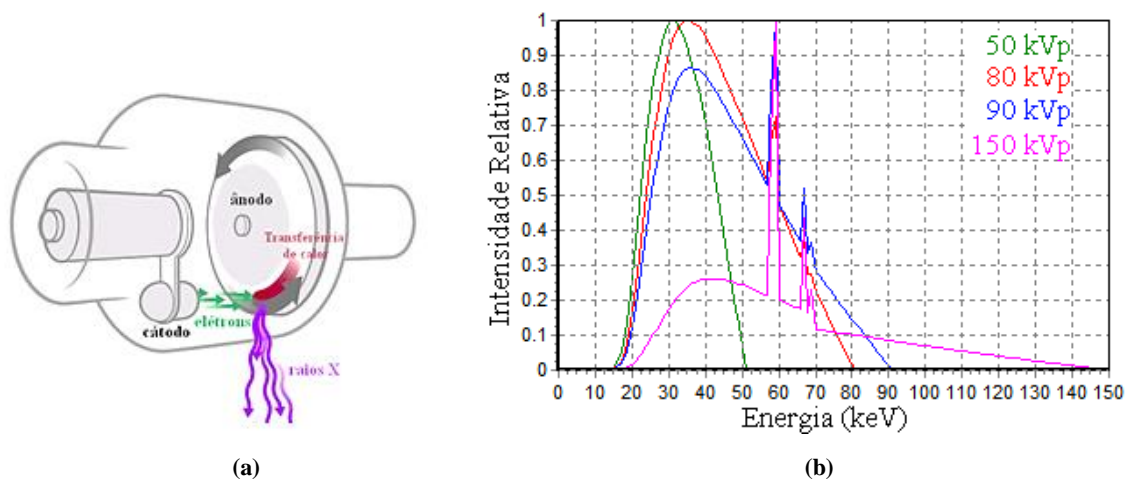 ânodo
Transferência
de calor
elétrons
cátodo
raios X
(a)
Intensidade Relativa
1
0.9
0.8
0.7
0.6
0.5
0.4
0.3
0.2
0.1
0
50 kVp
80 kVp
90 kVp
150 kVp
0 10 20 30 40 50 60 70 80 90 100 110 120 130 140 150
Energia (keV)
(b)